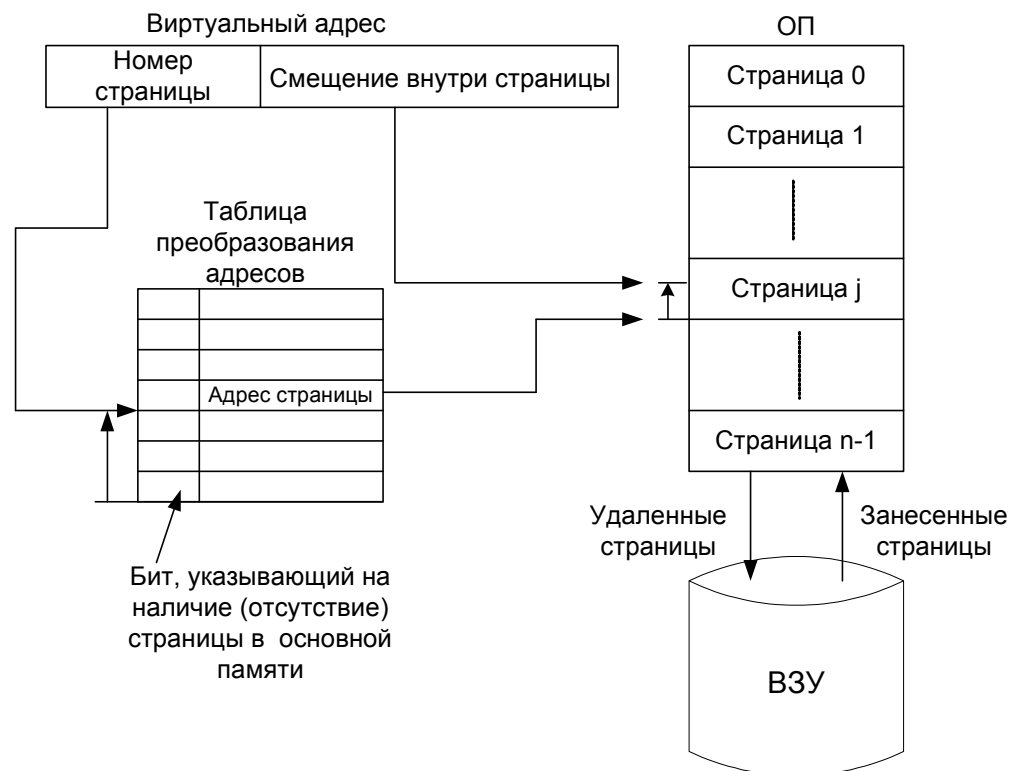 Виртуальный адрес
Номер
страницы
Смещение внутри страницы
Таблица
преобразования
адресов
Адрес страницы
Бит, указывающий на
наличие (отсутствие)
страницы в основной
памяти
ОП
Страница 0
Страница 1
Страница j
Страница n-1
Удаленные
страницы
Занесенные
страницы
ВЗУ